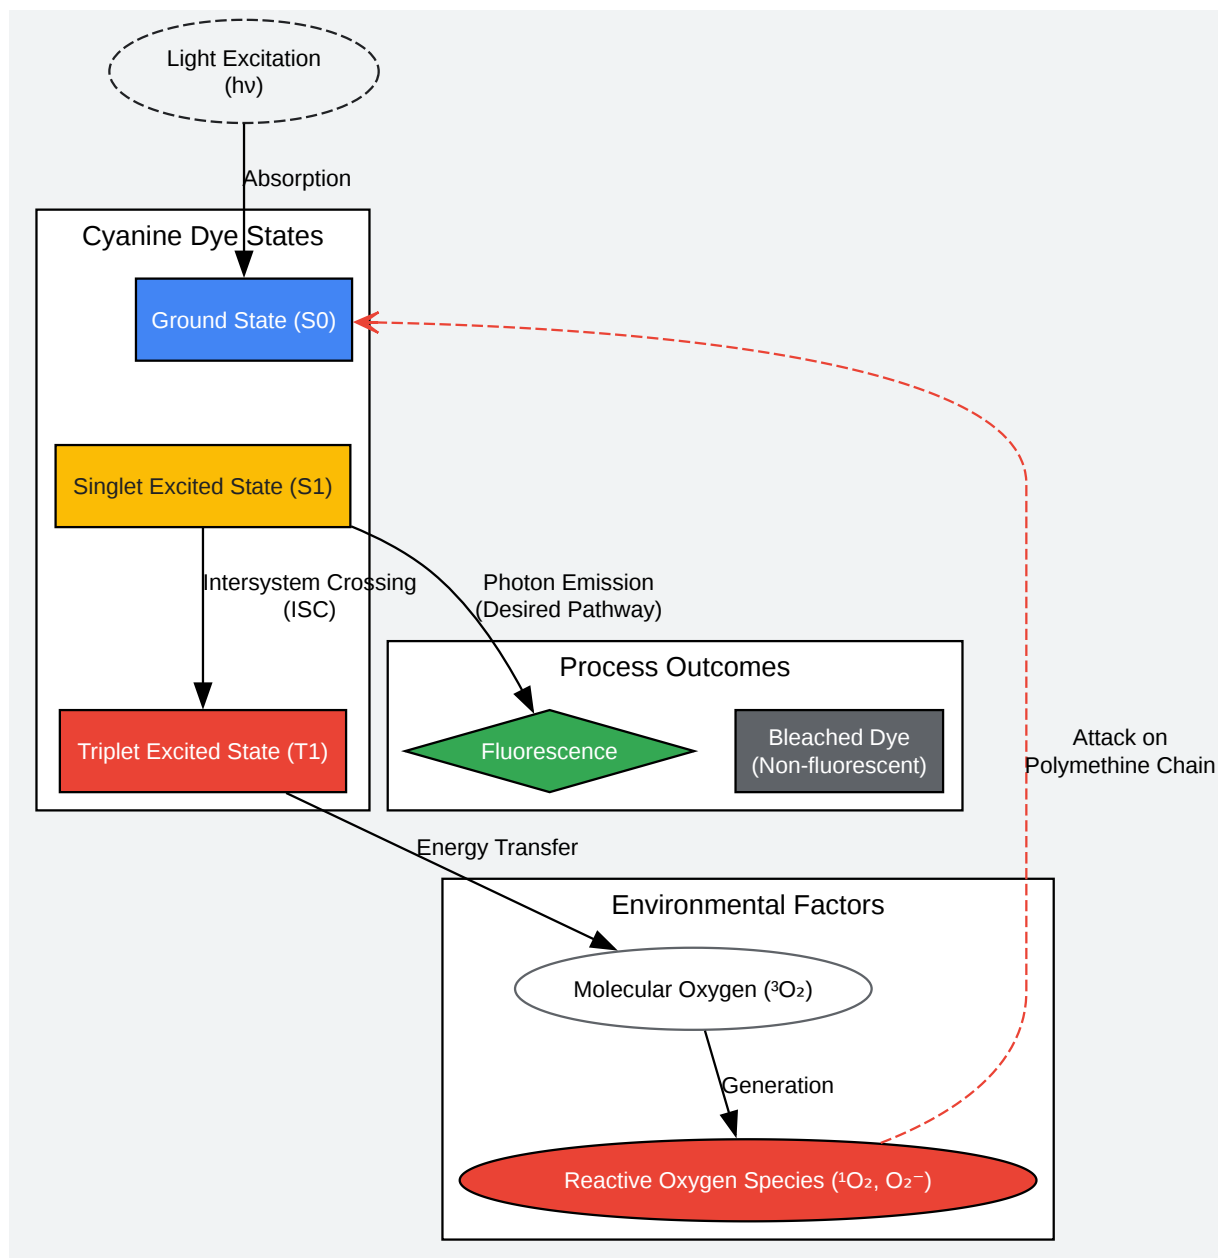 Light Excitation
(hν)
Absorption
Cyanine Dye States
Ground State (S0)
Singlet Excited State (S1)
Intersystem Crossing
(ISC)
Photon Emission
(Desired Pathway)
Process Outcomes
Triplet Excited State (T1)
Fluorescence
Bleached Dye
(Non-fluorescent)
Attack on
Polymethine Chain
Energy Transfer
Environmental Factors
Molecular Oxygen (³O₂)
Generation
Reactive Oxygen Species (¹O₂, O₂⁻)